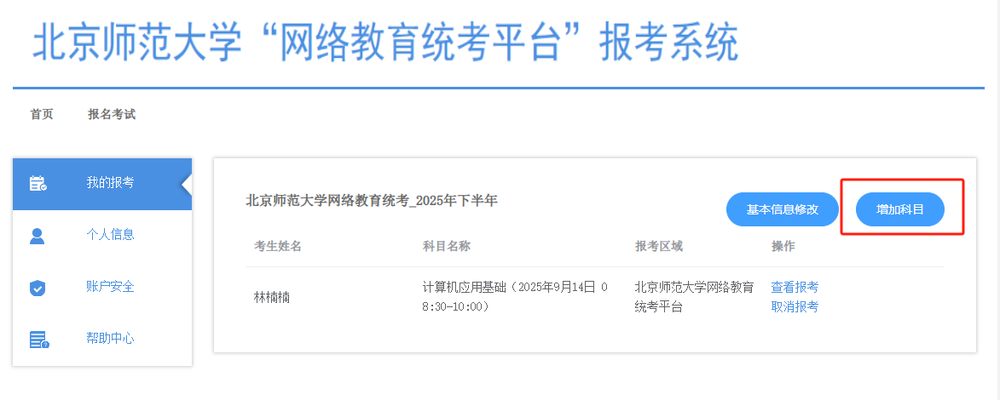 北京师范大学“网络教育统考平台”报考系统
首页 报名考试
我的报考
个人信息
账户安全
帮助中心
北京师范大学网络教育统考_2025年下半年
基本信息修改 增加科目
考生姓名 科目名称 报考区域 操作
林楠楠
计算机应用基础（2025年9月14日 0
8:30-10:00）
北京师范大学网络教育
统考平台
查看报考
取消报考